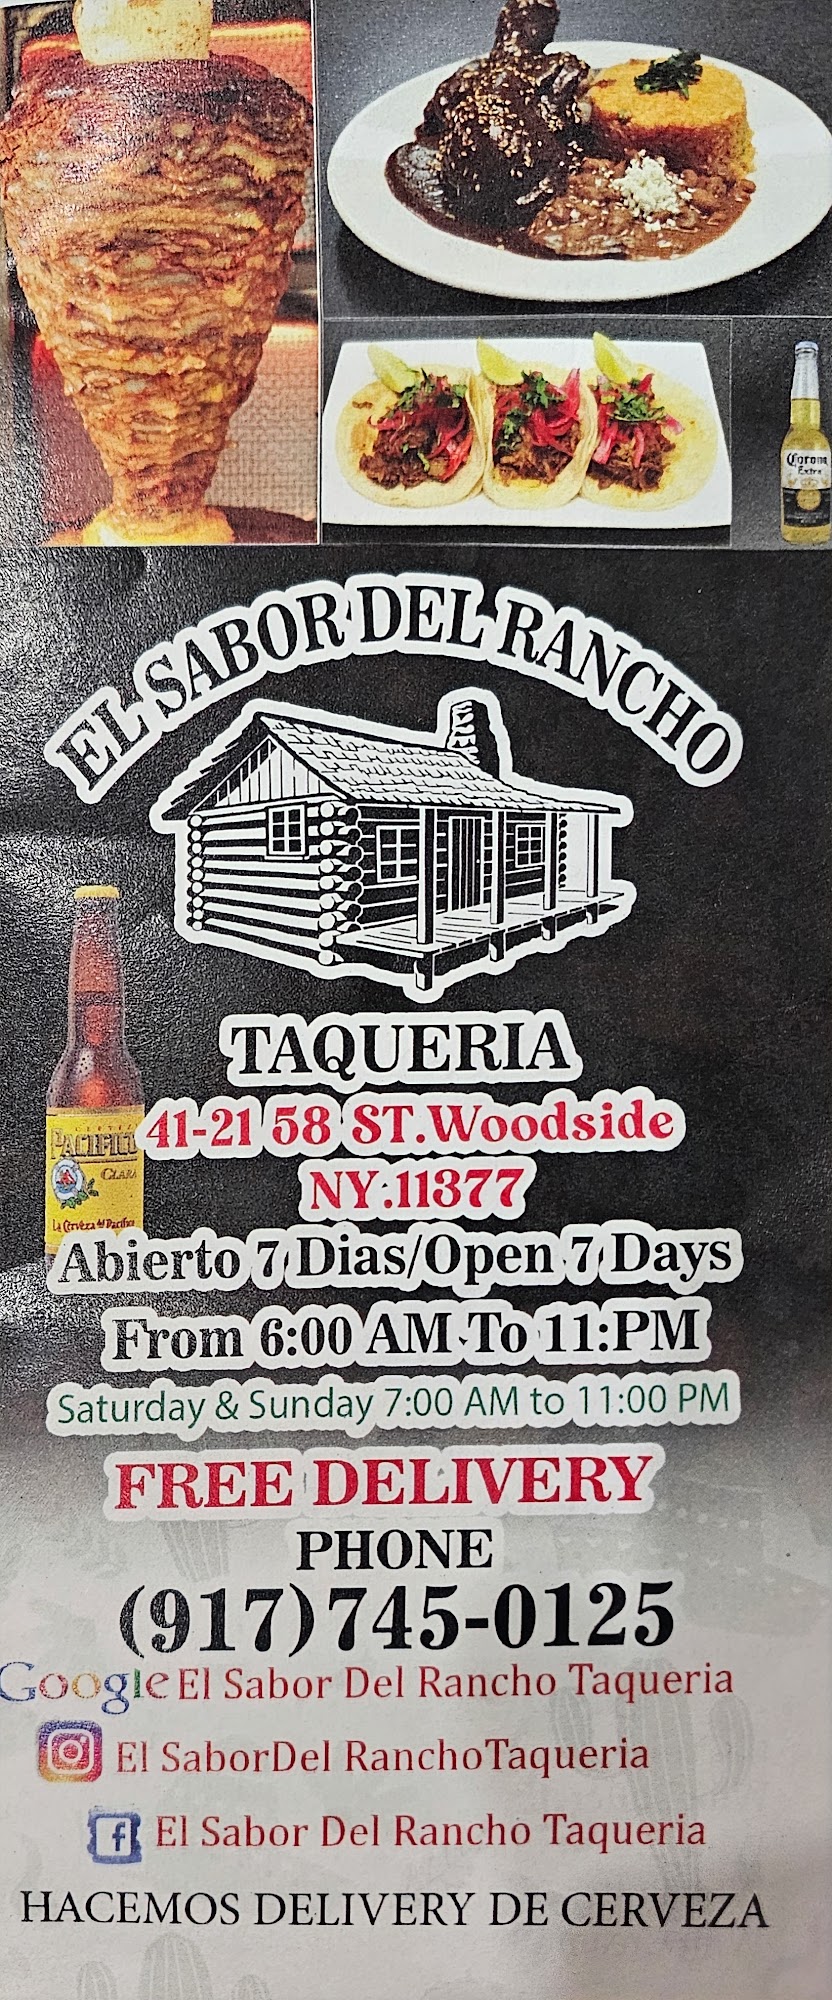 Corona
Extra
EL SABOR DEL RANCHO
TAQUERIA
CERVEZA
PACIFICO
CLARA
La Cerveza del Pacifico
41-21 58 ST.Woodside
NY.11377
Abierto 7 Dias/Open 7 Days
From 6:00 AM To 11:PM
Saturday & Sunday 7:00 AM to 11:00 PM
FREE DELIVERY
PHONE
(917)745-0125
Google El Sabor Del Rancho Taqueria
El SaborDel RanchoTaqueria
f El Sabor Del Rancho Taqueria
HACEMOS DELIVERY DE CERVEZA